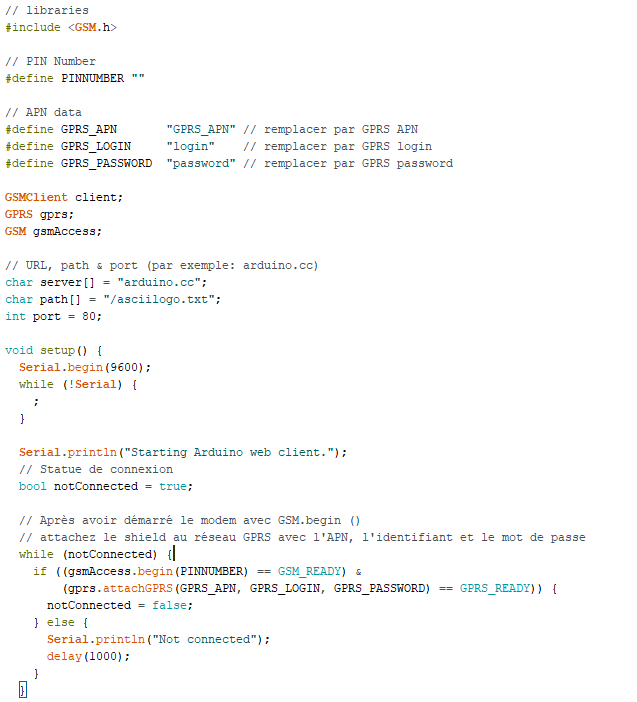 // libraries
#include <GSM.h>

// PIN Number
#define PINNUMBER ""

// APN data
#define GPRS_APN       "GPRS_APN" // remplacer par GPRS APN
#define GPRS_LOGIN     "login"    // remplacer par GPRS login
#define GPRS_PASSWORD  "password" // remplacer par GPRS password

GSMClient client;
GPRS gprs;
GSM gsmAccess;

// URL, path & port (par exemple: arduino.cc)
char server[] = "arduino.cc";
char path[] = "/asciilogo.txt";
int port = 80;

void setup() {
  Serial.begin(9600);
  while (!Serial) {
    ;
  }

  Serial.println("Starting Arduino web client.");
  // Statue de connexion
  bool notConnected = true;

  // Après avoir démarré le modem avec GSM.begin ()
  // attachez le shield au réseau GPRS avec l'APN, l'identifiant et le mot de passe
  while (notConnected) {
    if ((gsmAccess.begin(PINNUMBER) == GSM_READY) &
        (gprs.attachGPRS(GPRS_APN, GPRS_LOGIN, GPRS_PASSWORD) == GPRS_READY)) {
      notConnected = false;
    } else {
      Serial.println("Not connected");
      delay(1000);
    }
  }